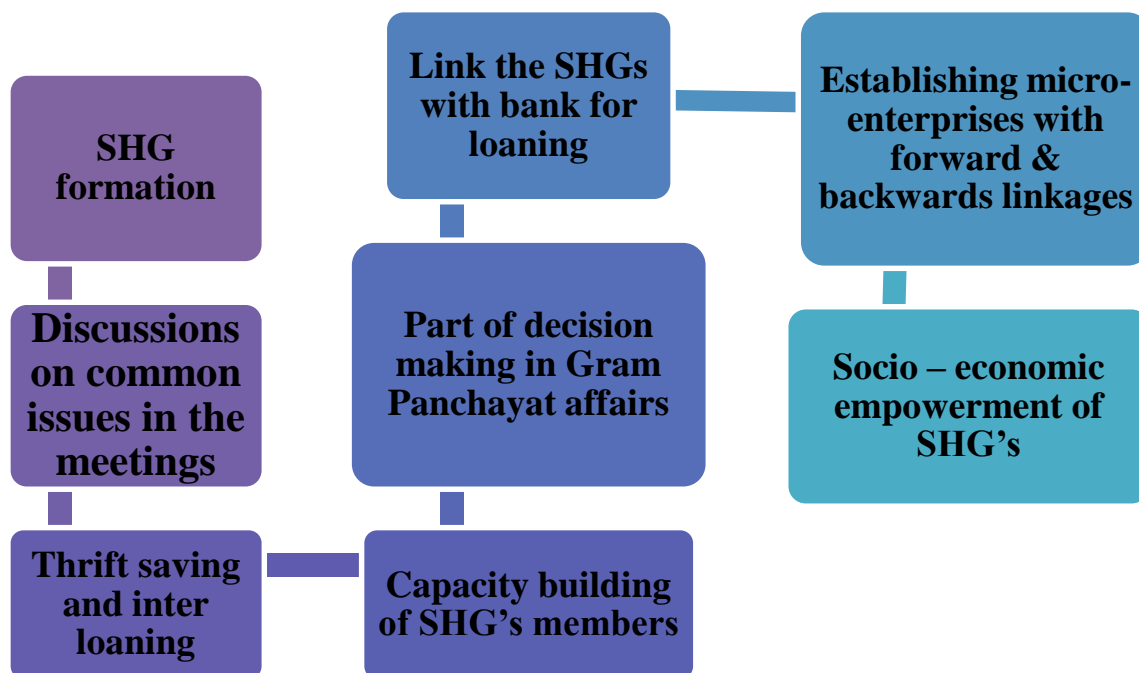 SHG
formation
Discussions
on common
issues in the
meetings
Thrift saving
and inter
loaning
Capacity building
of SHG’s members
Part of decision
making in Gram
Panchayat affairs
Link the SHGs
with bank for
loaning
Establishing micro-
enterprises with
forward &
backwards linkages
Socio – economic
empowerment of
SHG’s